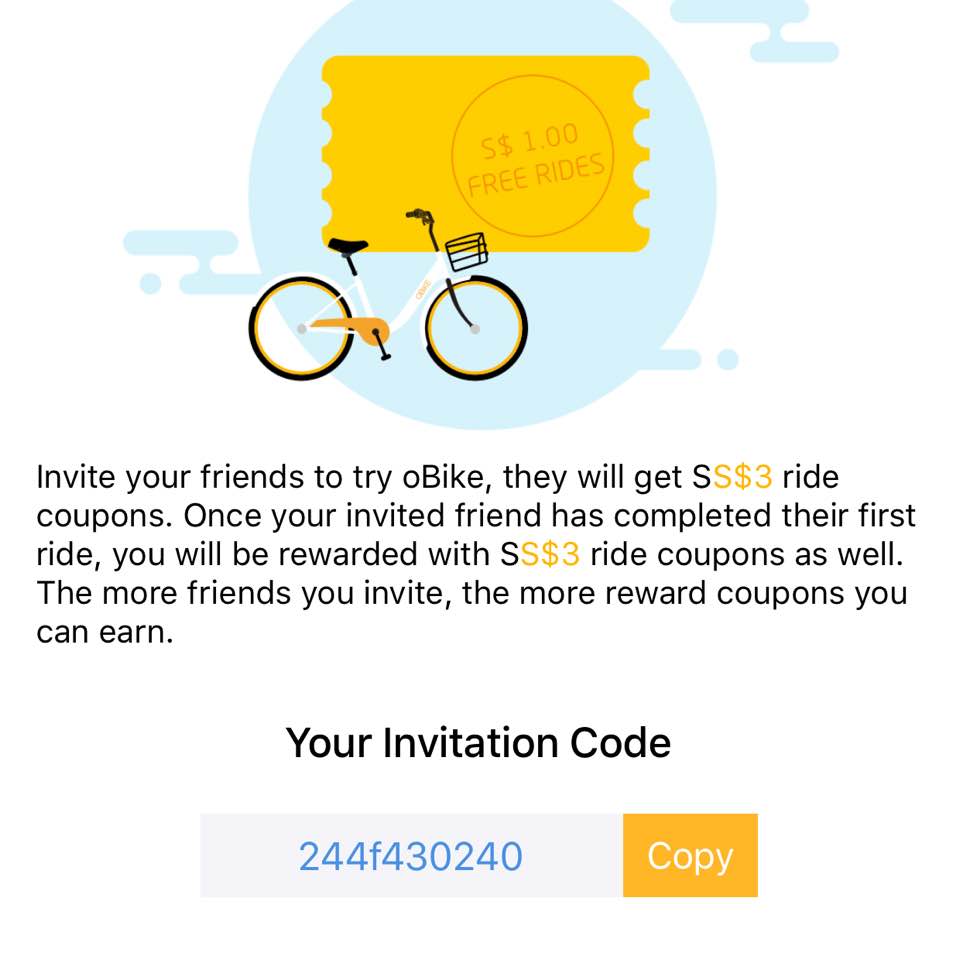 S$ 1.00
FREE RIDES
OBIKE
Invite your friends to try oBike, they will get SS$3 ride
coupons. Once your invited friend has completed their first
ride, you will be rewarded with SS$3 ride coupons as well.
The more friends you invite, the more reward coupons you
can earn.
Your Invitation Code
244f430240
Copy